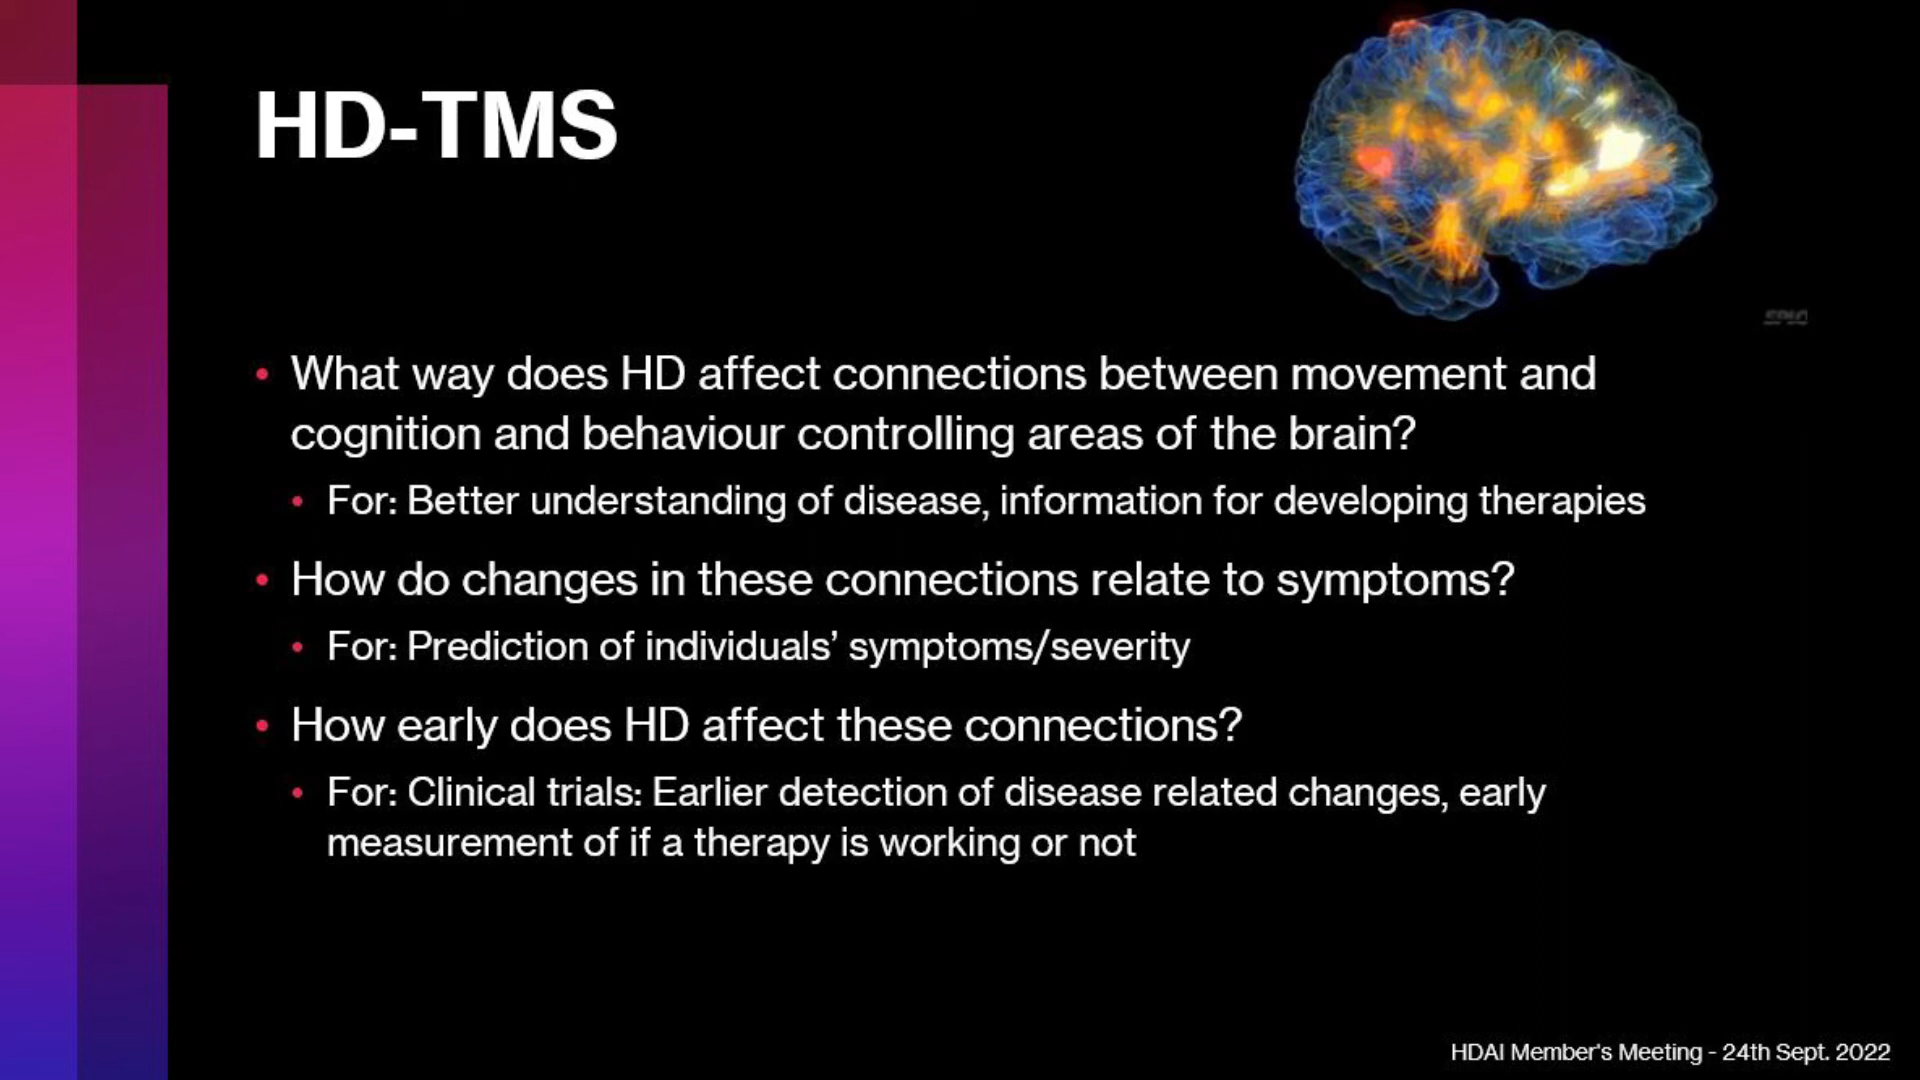 HD-TMS
• What way does HD affect connections between movement and
cognition and behaviour controlling areas of the brain?
• For: Better understanding of disease, information for developing therapies
• How do changes in these connections relate to symptoms?
• For: Prediction of individuals’ symptoms/severity
• How early does HD affect these connections?
• For: Clinical trials: Earlier detection of disease related changes, early
measurement of if a therapy is working or not
HDAI Member's Meeting - 24th Sept. 2022